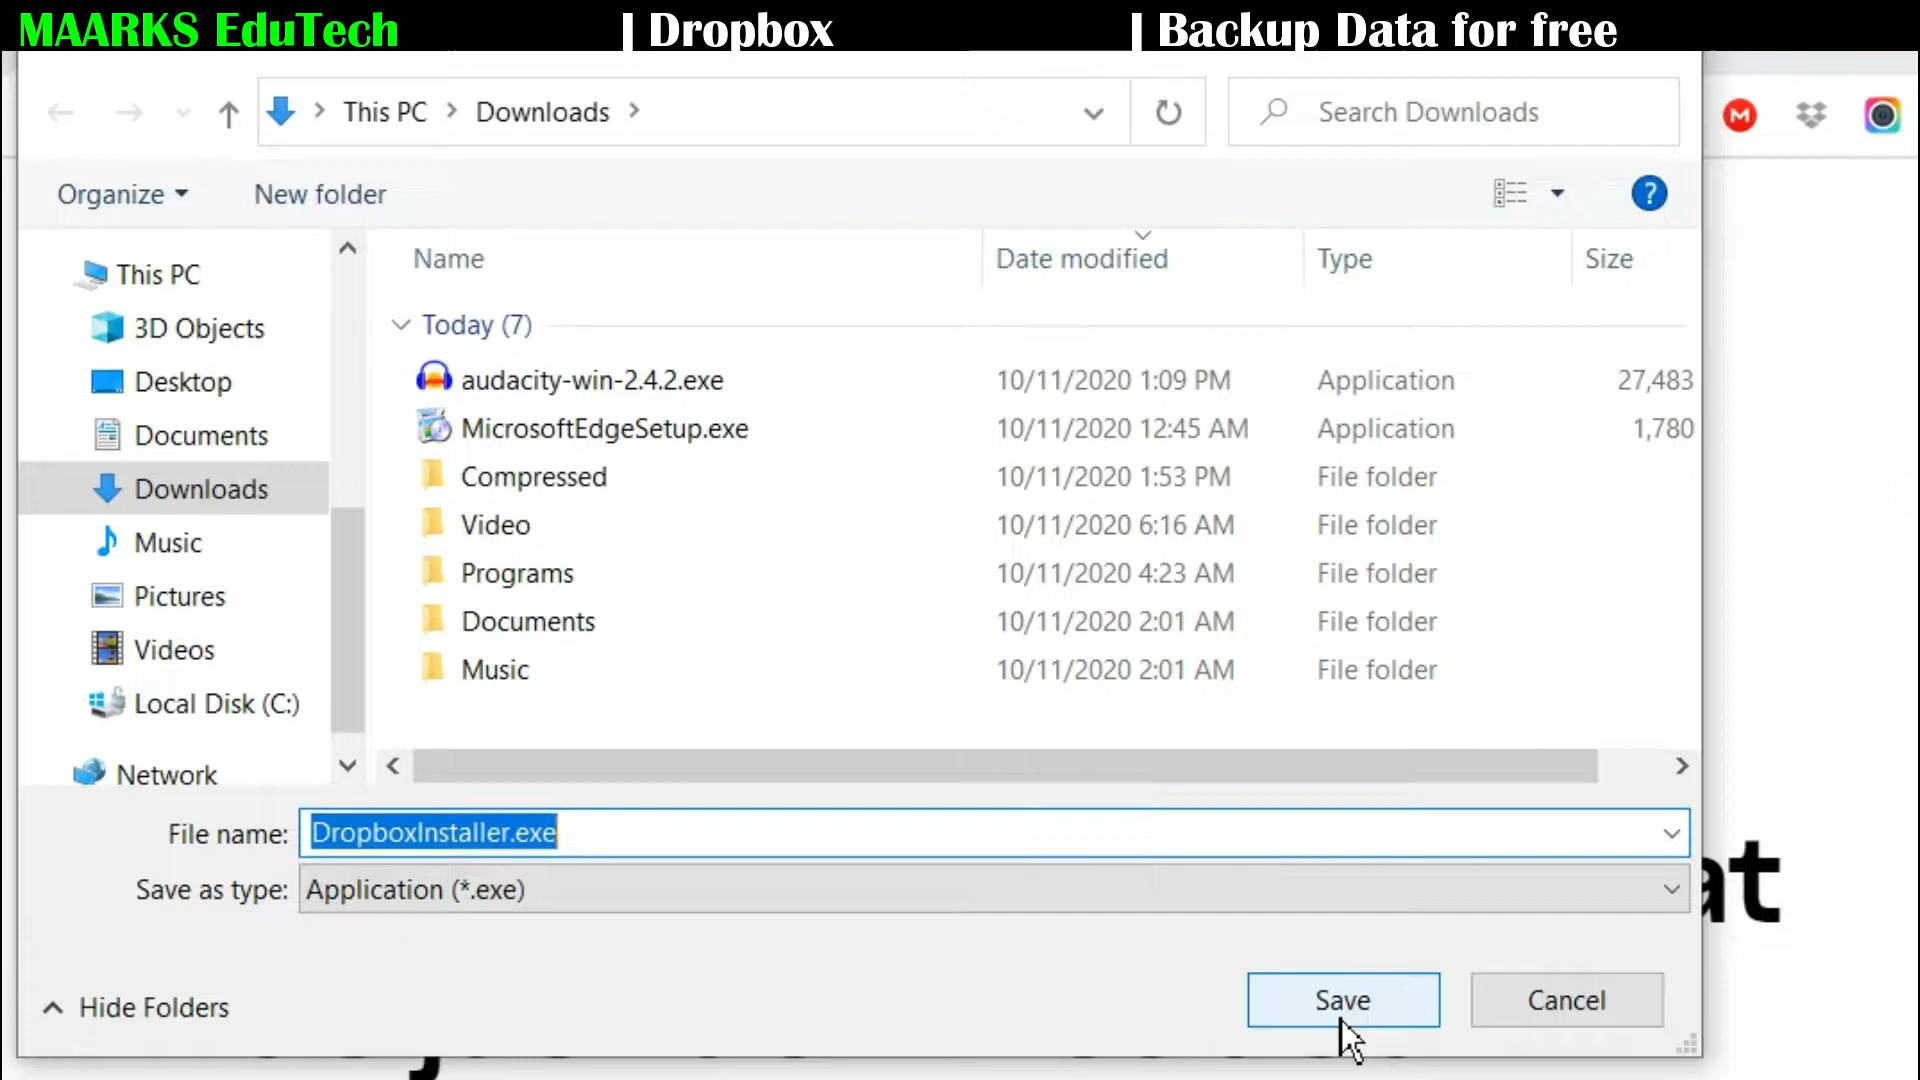 MAARKS EduTech | Dropbox | Backup Data for free
This PC Downloads Search Downloads
Organize New folder ?
This PC
3D Objects
Desktop
Documents
Downloads
Music
Pictures
Videos
Local Disk (C:)
Network
Name Date modified Type Size
Today (7)
audacity-win-2.4.2.exe 10/11/2020 1:09 PM Application 27,483
MicrosoftEdgeSetup.exe 10/11/2020 12:45 AM Application 1,780
Compressed 10/11/2020 1:53 PM File folder
Video 10/11/2020 6:16 AM File folder
Programs 10/11/2020 4:23 AM File folder
Documents 10/11/2020 2:01 AM File folder
Music 10/11/2020 2:01 AM File folder
File name: DropboxInstaller.exe
Save as type: Application (*.exe)
at
Hide Folders Save Cancel